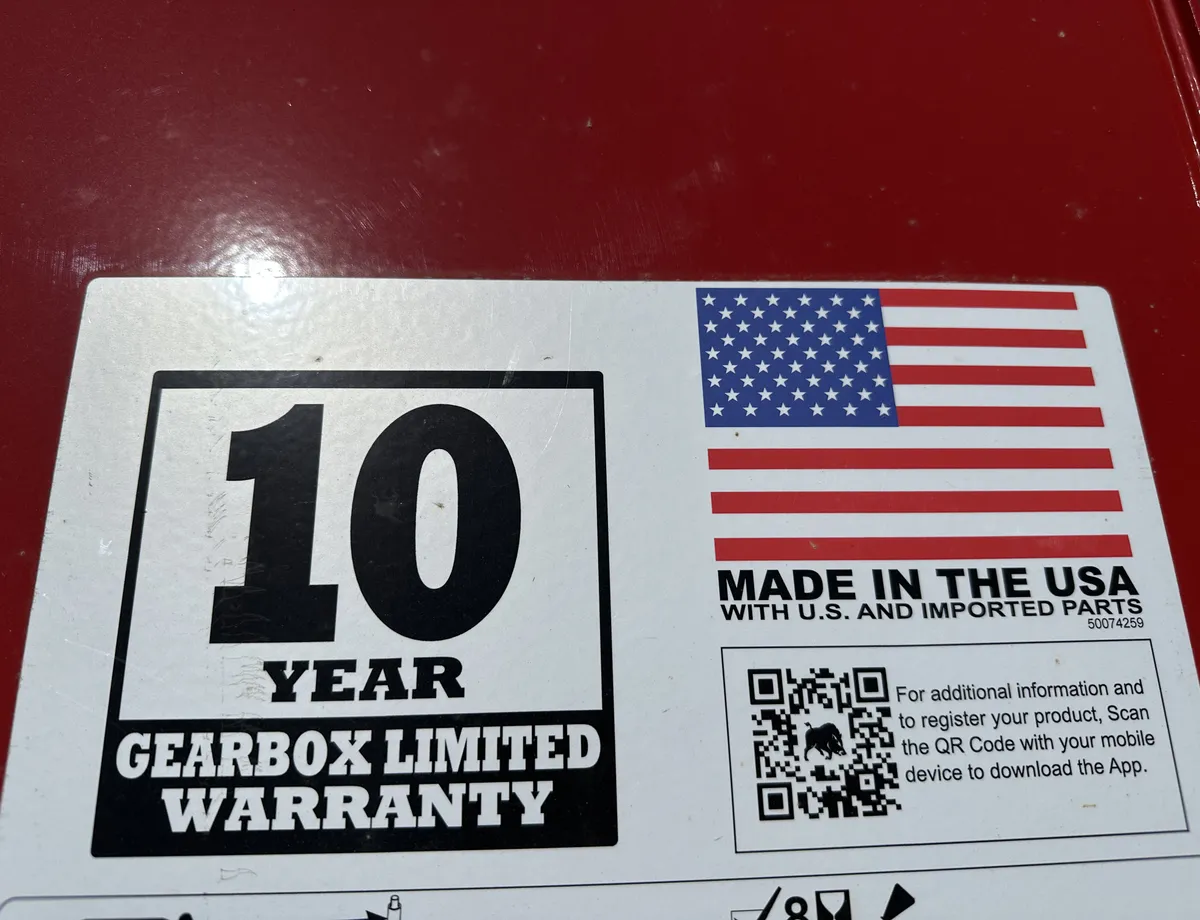 10
YEAR
GEARBOX LIMITED
WARRANTY
MADE IN THE USA
WITH U.S. AND IMPORTED PARTS
50074259
For additional information and
to register your product, Scan
the QR Code with your mobile
device to download the App.
8